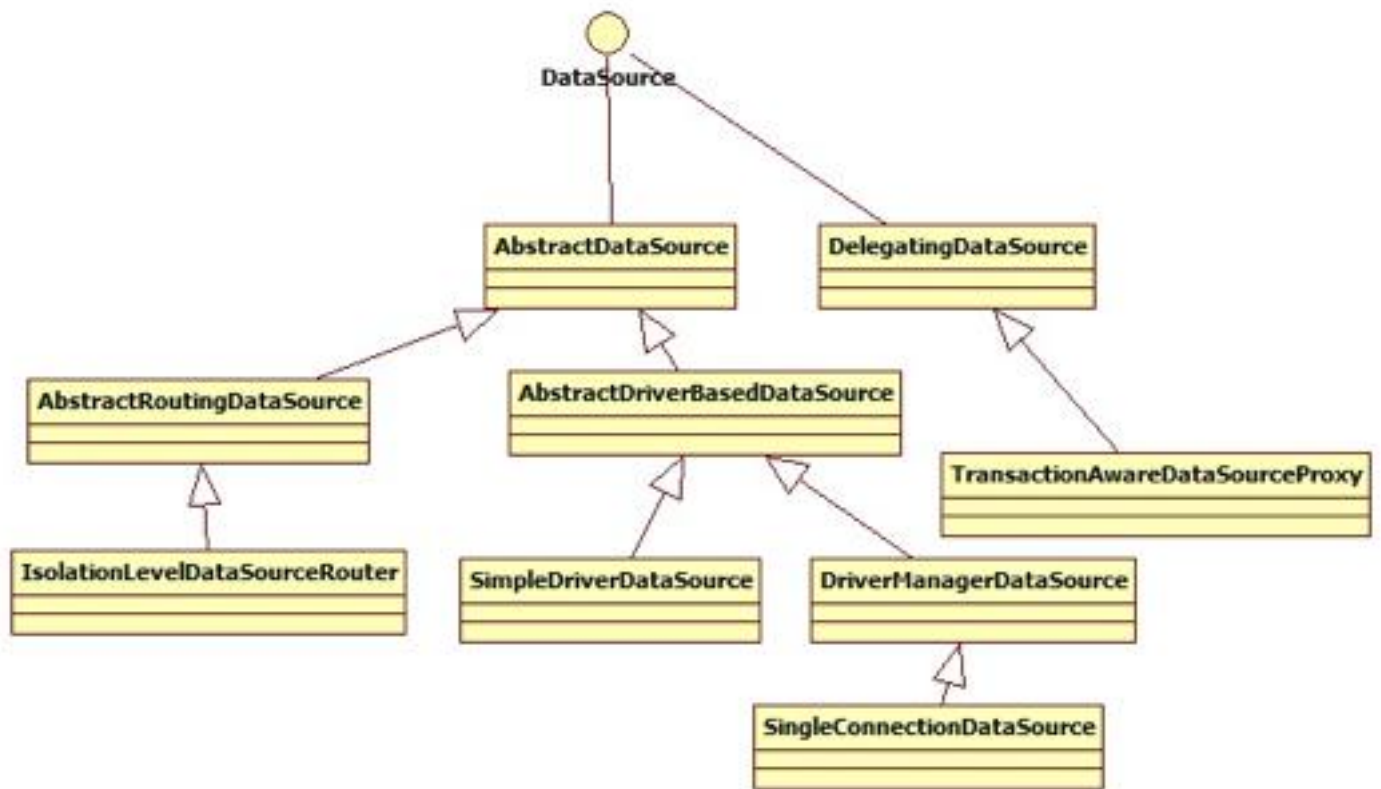 DataSource
AbstractDataSource
DelegatingDataSource
AbstractRoutingDataSource
AbstractDriverBasedDataSource
TransactionAwareDataSourceProxy
IsolationLevelDataSourceRouter
SimpleDriverDataSource
DriverManagerDataSource
SingleConnectionDataSource